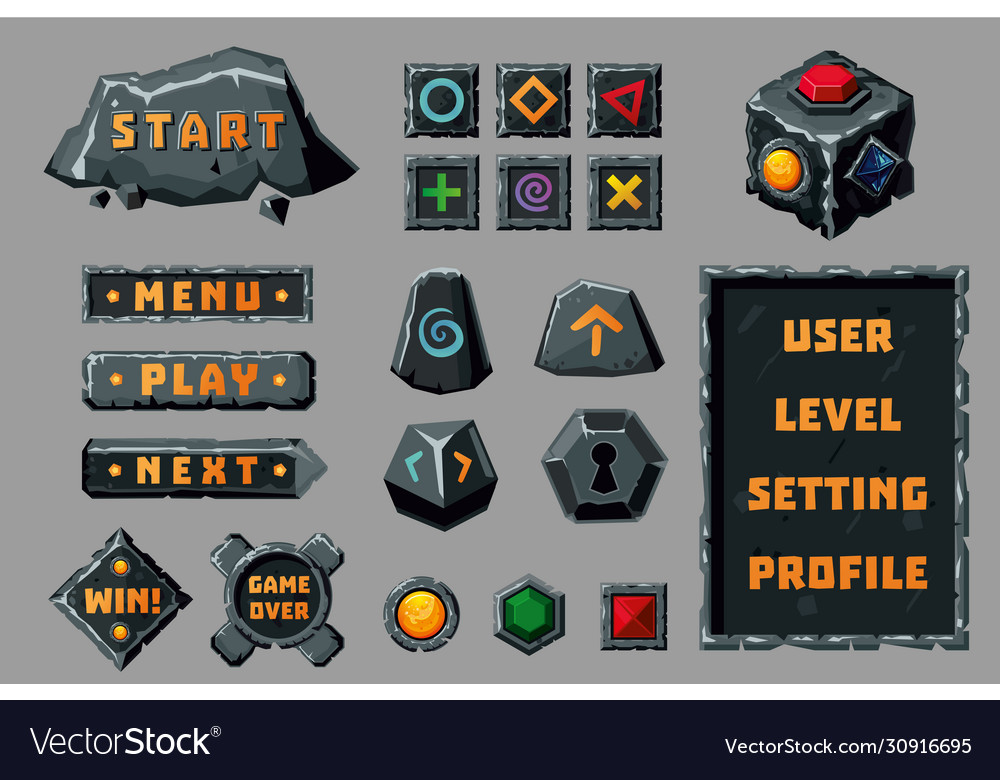 START
MENU
PLAY
NEXT
WIN!
GAME
OVER
USER
LEVEL
SETTING
PROFILE
VectorStock®
VectorStock.com/30916695